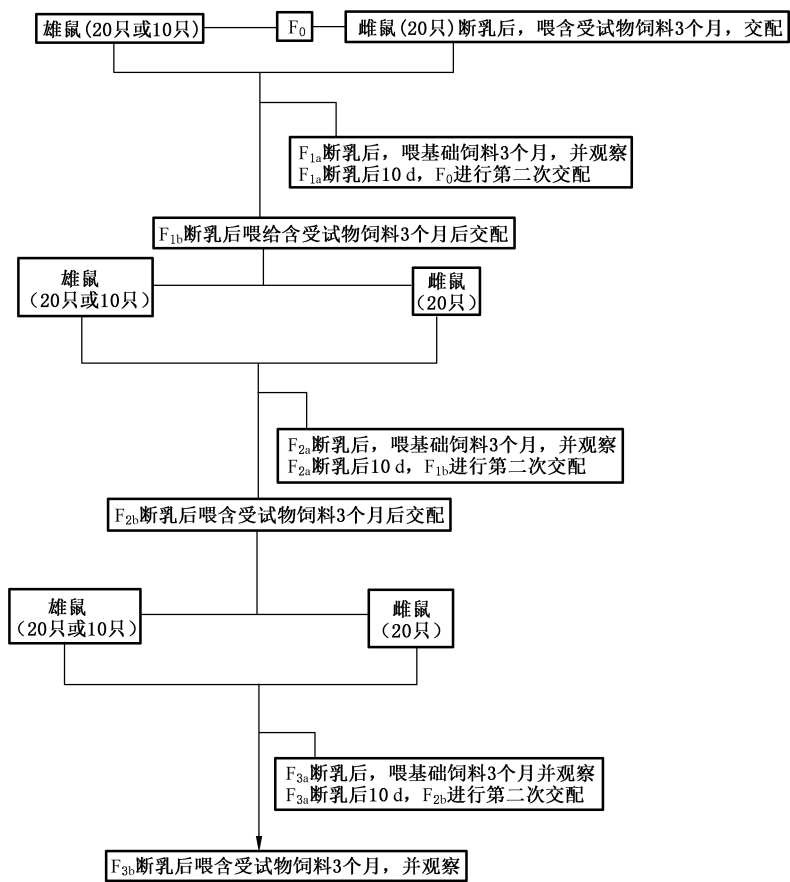 雄鼠(20只或10只)
F₀
雌鼠(20只)断乳后，喂含受试物饲料3个月，交配
F₁ₐ断乳后，喂基础饲料3个月，并观察
F₁ₐ断乳后10 d，F₀进行第二次交配
F1b断乳后喂给含受试物饲料3个月后交配
雄鼠
（20只或10只）
雌鼠
（20只）
F₂ₐ断乳后，喂基础饲料3个月，并观察
F₂ₐ断乳后10 d，F1b进行第二次交配
F2b断乳后喂含受试物饲料3个月后交配
雄鼠
（20只或10只）
雌鼠
（20只）
F₃ₐ断乳后，喂基础饲料3个月并观察
F₃ₐ断乳后10 d，F2b进行第二次交配
F3b断乳后喂含受试物饲料3个月，并观察